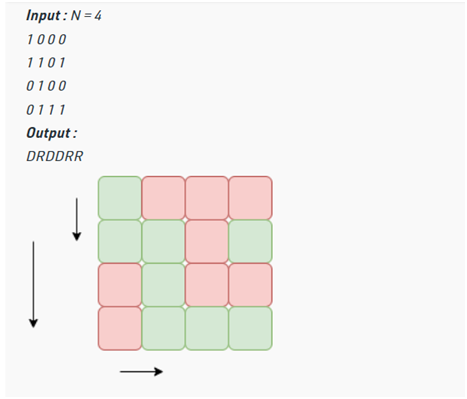 Input : N = 4
1 0 0 0
1 1 0 1
0 1 0 0
0 1 1 1
Output :
DRDDRR